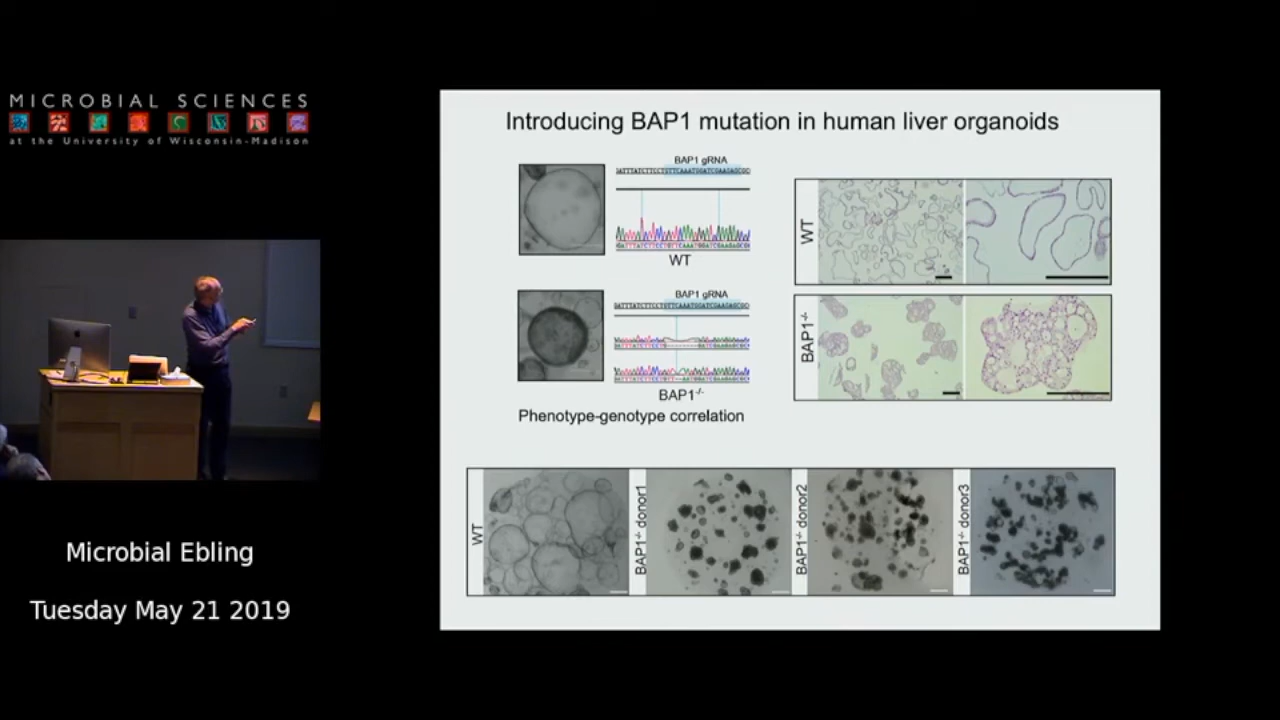 MICROBIAL SCIENCES
at the University of Wisconsin-Madison
Microbial Ebling
Tuesday May 21 2019
Introducing BAP1 mutation in human liver organoids
BAP1 gRNA
WT
BAP1 gRNA
BAP1-/-
Phenotype-genotype correlation
WT
BAP1-/-
WT
BAP1-/- donor1
BAP1-/- donor2
BAP1-/- donor3